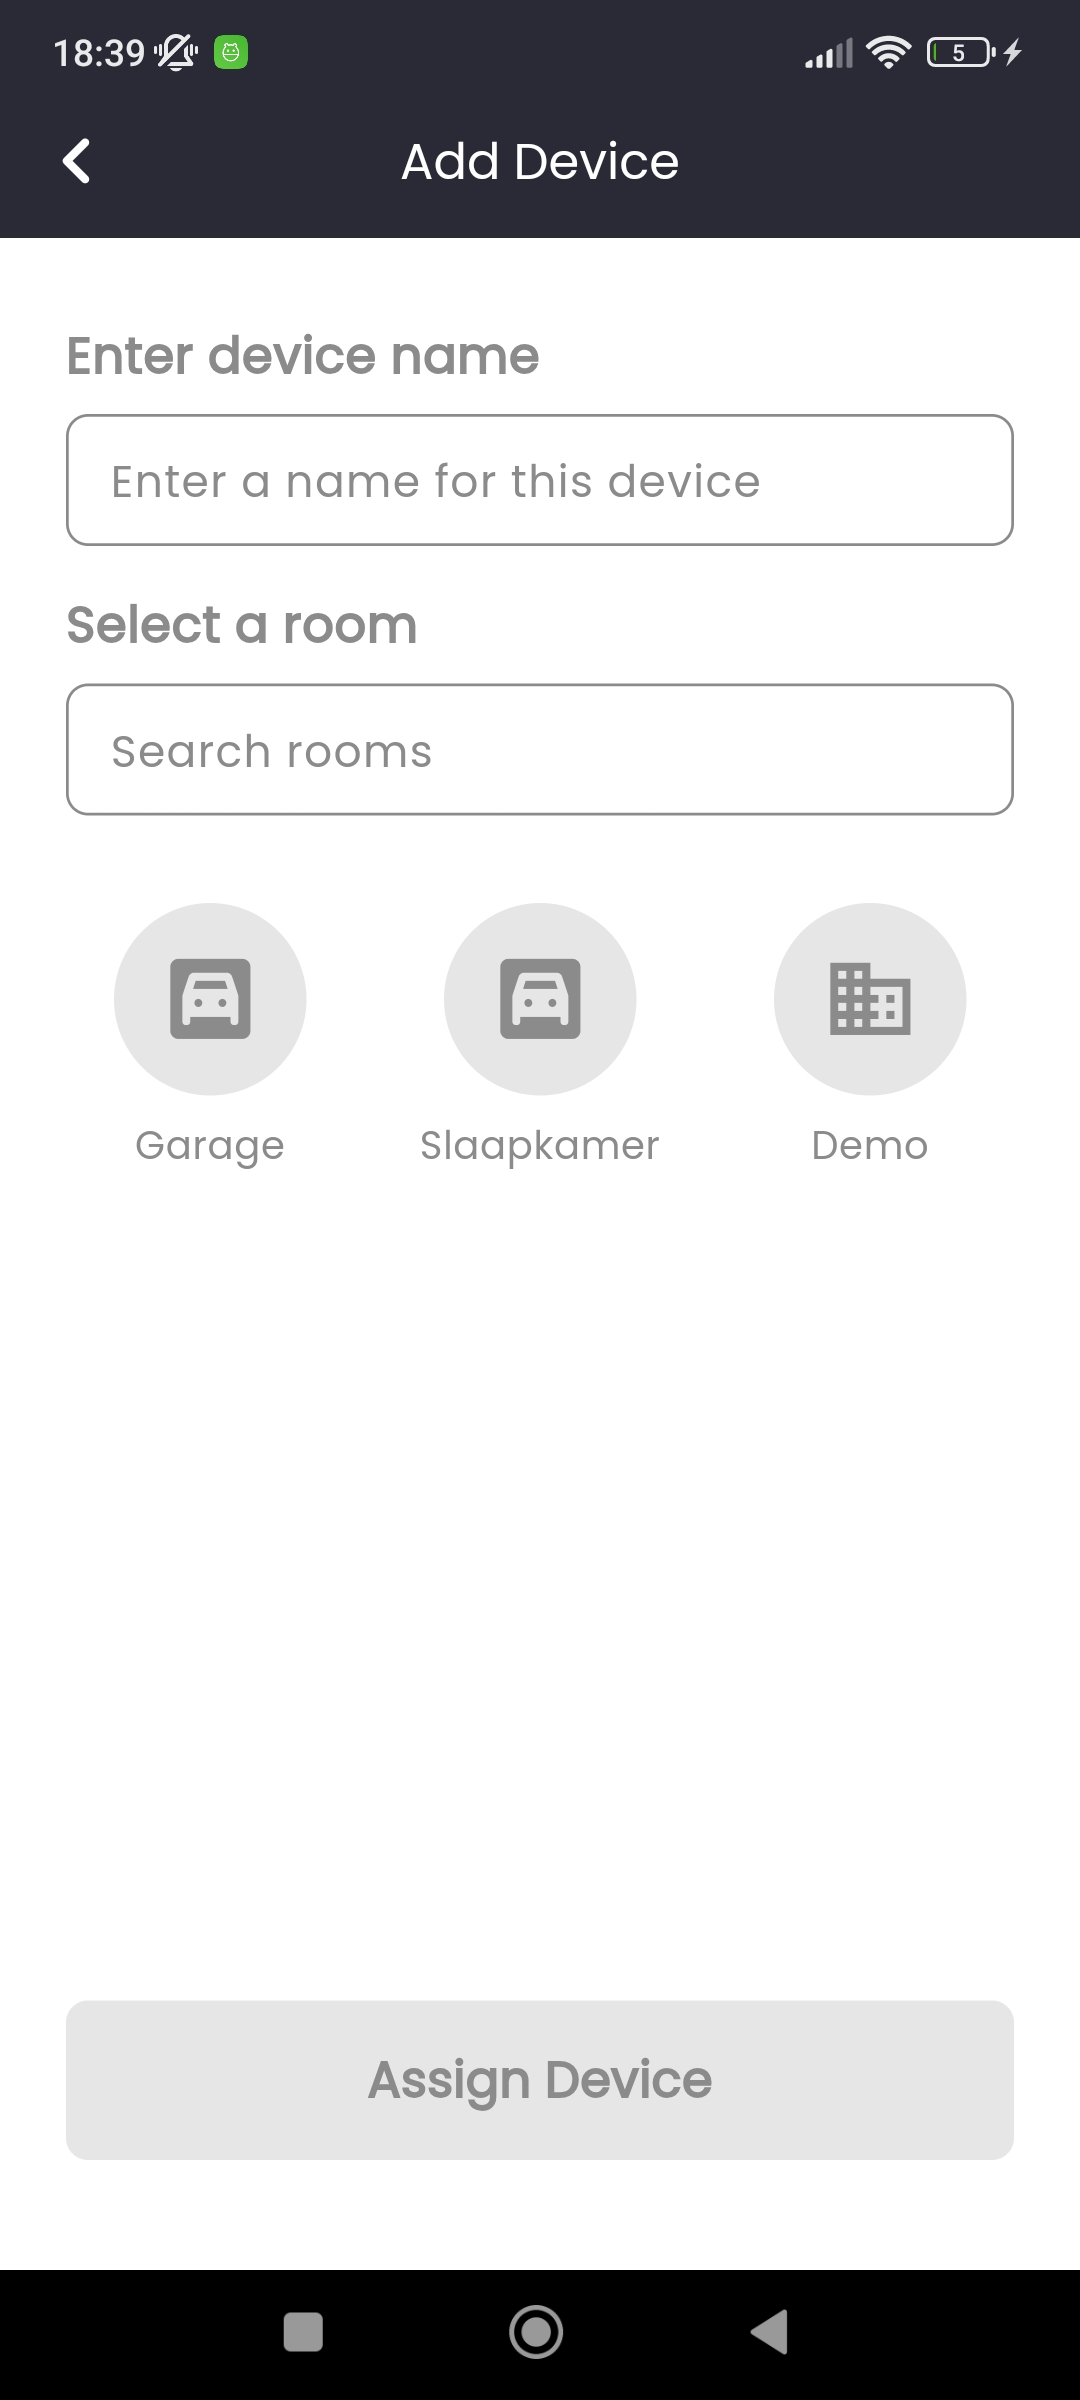 18:39
5
Add Device
Enter device name
Enter a name for this device
Select a room
Search rooms
Garage Slaapkamer Demo
Assign Device